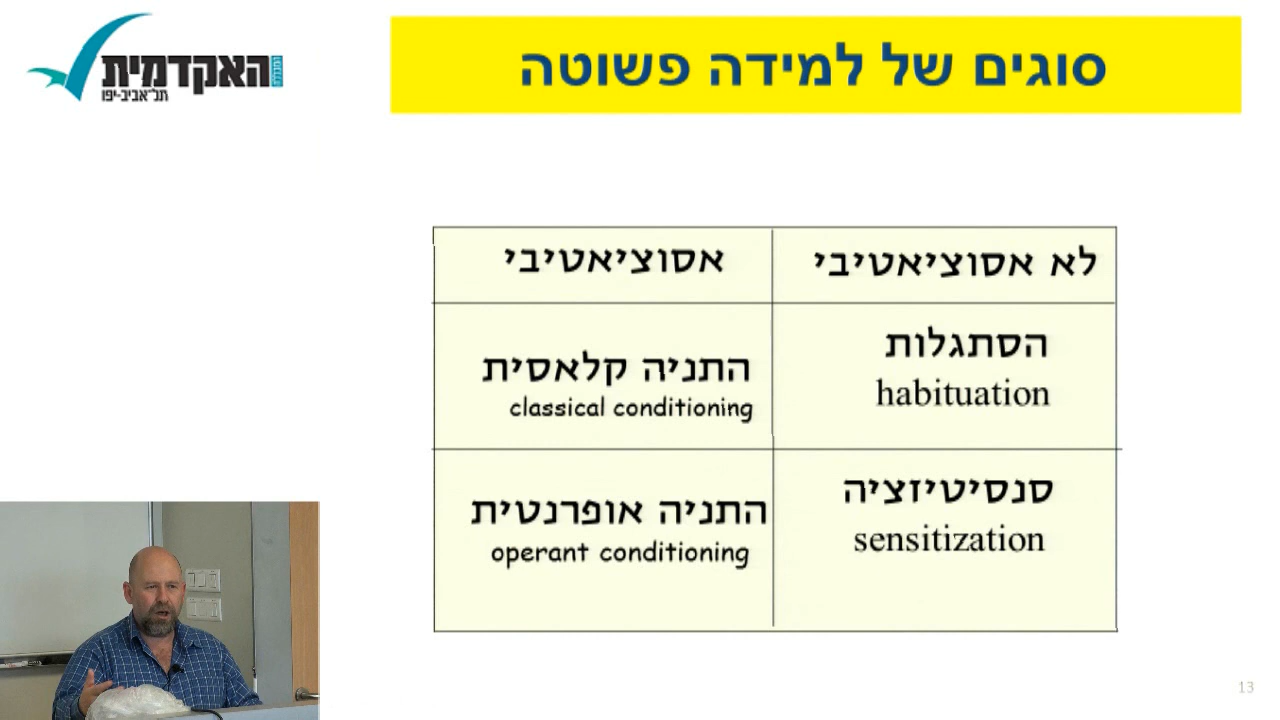 האקדמית
תל־אביב-יפו
סוגים של למידה פשוטה
לא אסוציאטיבי
אסוציאטיבי
הסתגלות
habituation
התניה קלאסית
classical conditioning
סנסיטיזציה
sensitization
התניה אופרנטית
operant conditioning
13